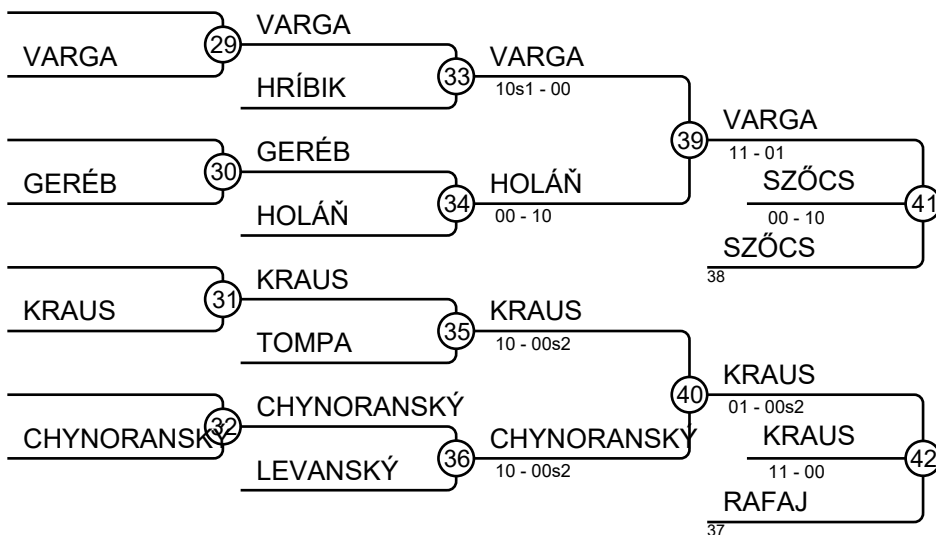 VARGA
29
VARGA
HRÍBIK
33
VARGA
10s1 - 00
GERÉB
30
GERÉB
HOLÁŇ
34
HOLÁŇ
00 - 10
39
VARGA
11 - 01
SZŐCS
00 - 10
41
SZŐCS
38
KRAUS
31
KRAUS
TOMPA
35
KRAUS
10 - 00s2
CHYNORANSKÝ
32
CHYNORANSKÝ
LEVANSKÝ
36
CHYNORANSKÝ
10 - 00s2
40
KRAUS
01 - 00s2
KRAUS
11 - 00
42
RAFAJ
37